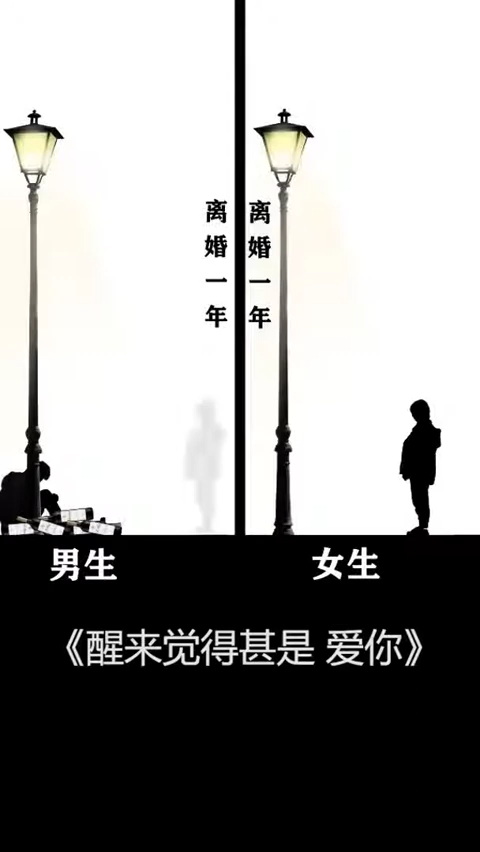 离婚一年
离婚一年
男生
女生
《醒来觉得甚是 爱你》